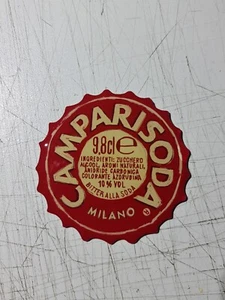 CAMPARISODA
9,8cl e
INGREDIENTI: ZUCCHERO
ALCOOL, AROMI NATURALI,
ANIDRIDE CARBONICA
COLORANTE AZORUBINA
10% VOL.
BITTER ALLA SODA
MILANO